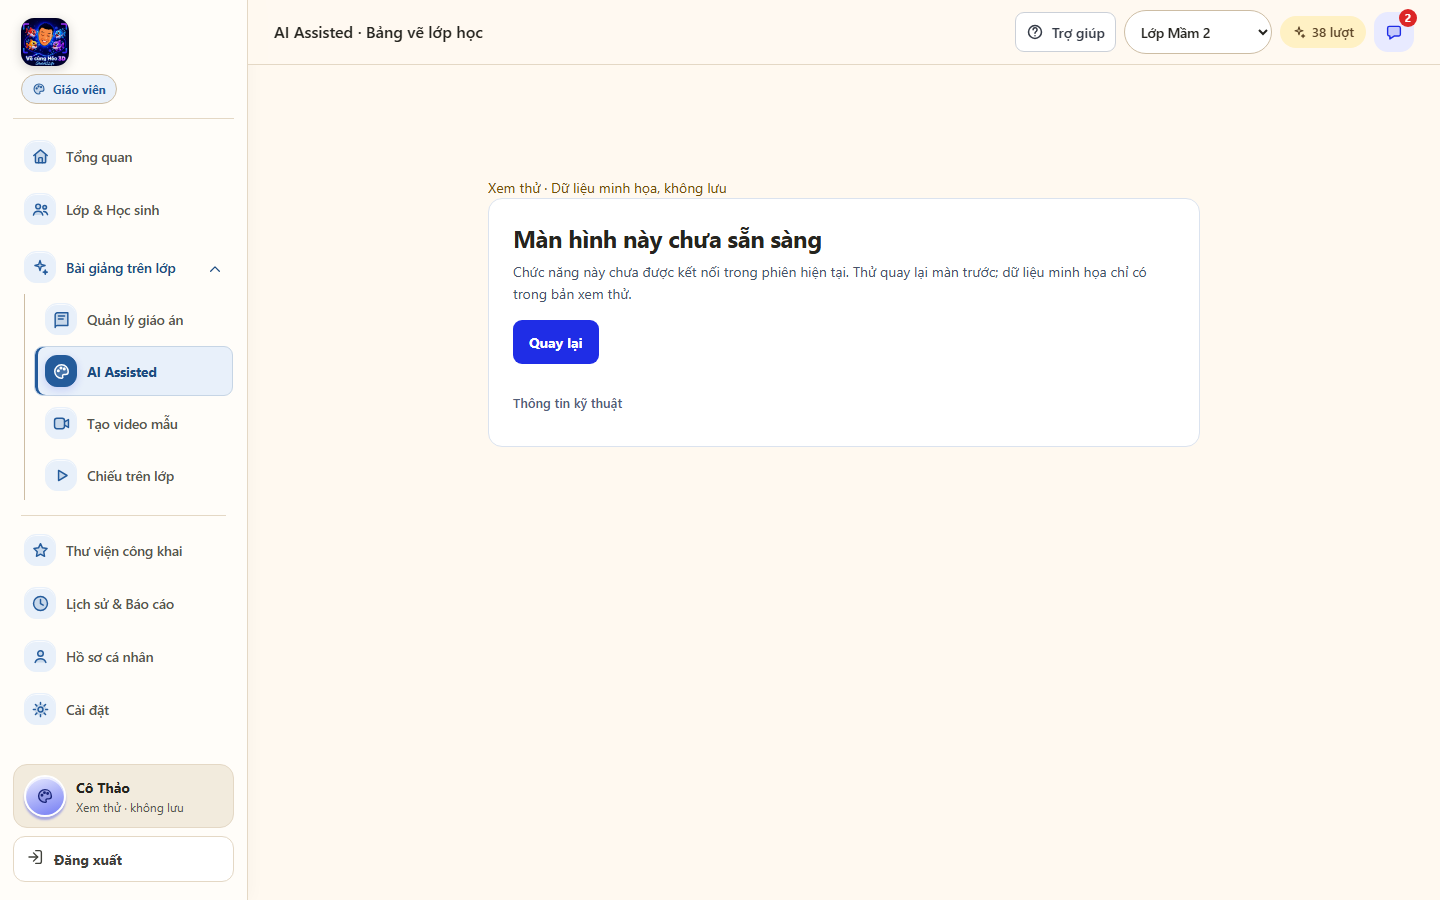 Vô cùng Hóc 3D
Giáo viên
Tổng quan
Lớp & Học sinh
Bài giảng trên lớp
Quản lý giáo án
AI Assisted
Tạo video mẫu
Chiếu trên lớp
Thư viện công khai
Lịch sử & Báo cáo
Hồ sơ cá nhân
Cài đặt
Cô Thảo
Xem thử · không lưu
Đăng xuất
AI Assisted · Bảng vẽ lớp học
Trợ giúp
Lớp Mầm 2
38 lượt
2
Xem thử · Dữ liệu minh họa, không lưu
Màn hình này chưa sẵn sàng
Chức năng này chưa được kết nối trong phiên hiện tại. Thử quay lại màn trước; dữ liệu minh họa chỉ có
trong bản xem thử.
Quay lại
Thông tin kỹ thuật